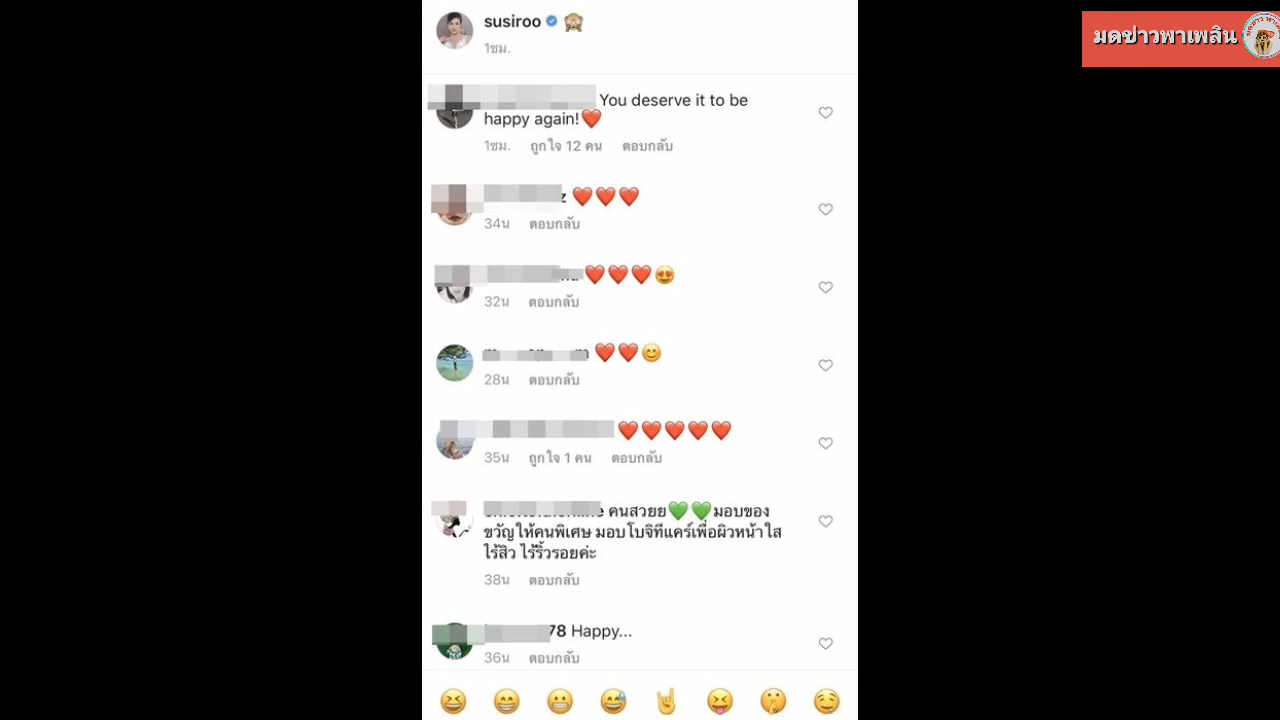 susiroo 🙈
1ชม.
มดข่าวพาเพลิน
You deserve it to be
happy again!❤️
1ชม. ถูกใจ 12 คน ตอบกลับ
z ❤️❤️❤️
34น ตอบกลับ
❤️❤️❤️😍
32น ตอบกลับ
❤️❤️😊
28น ตอบกลับ
❤️❤️❤️❤️❤️
35น ถูกใจ 1 คน ตอบกลับ
คนสวยย💚💚มอบของ
ขวัญให้คนพิเศษ มอบโบจิทีแคร์เพื่อผิวหน้าใส
ไร้สิว ไร้ริ้วรอยค่ะ
38น ตอบกลับ
78 Happy...
36น ตอบกลับ